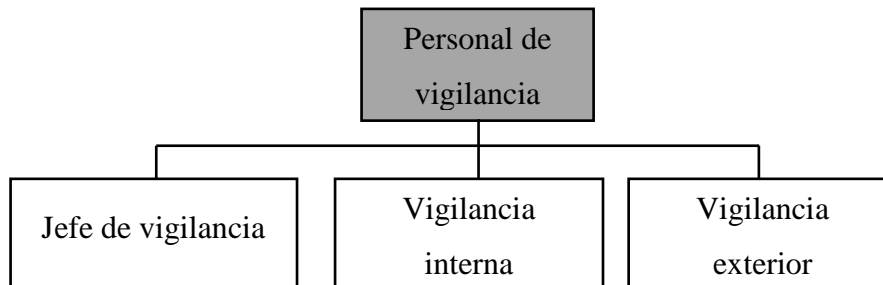 Personal de
vigilancia
Jefe de vigilancia
Vigilancia
interna
Vigilancia
exterior